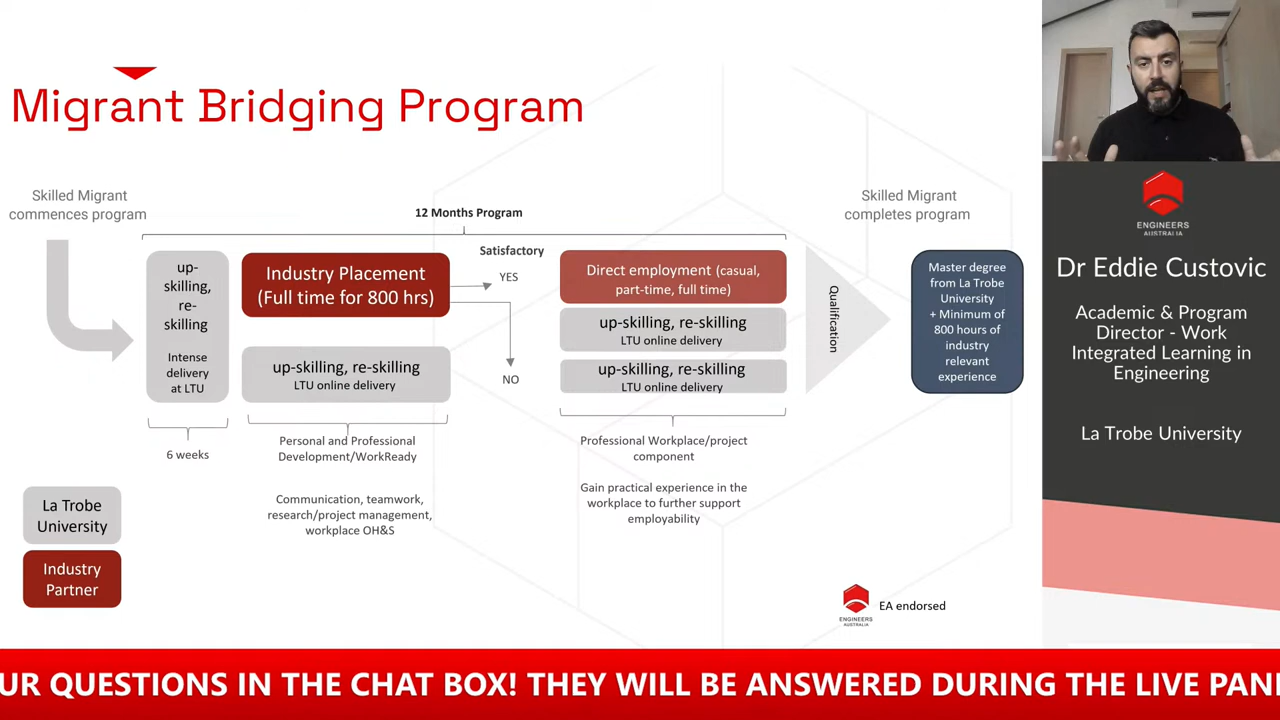 Migrant Bridging Program
Skilled Migrant
commences program
12 Months Program
up-
skilling,
re-
skilling
Intense
delivery
at LTU
6 weeks
Industry Placement
(Full time for 800 hrs)
up-skilling, re-skilling
LTU online delivery
Personal and Professional
Development/WorkReady
Communication, teamwork,
research/project management,
workplace OH&S
Satisfactory
YES
NO
Direct employment (casual,
part-time, full time)
up-skilling, re-skilling
LTU online delivery
up-skilling, re-skilling
LTU online delivery
Professional Workplace/project
component
Gain practical experience in the
workplace to further support
employability
Qualification
Skilled Migrant
completes program
Master degree
from La Trobe
University
+ Minimum of
800 hours of
industry
relevant
experience
La Trobe
University
Industry
Partner
ENGINEERS
AUSTRALIA
EA endorsed
ENGINEERS
AUSTRALIA
Dr Eddie Custovic
Academic & Program
Director - Work
Integrated Learning in
Engineering
La Trobe University
UR QUESTIONS IN THE CHAT BOX! THEY WILL BE ANSWERED DURING THE LIVE PAN